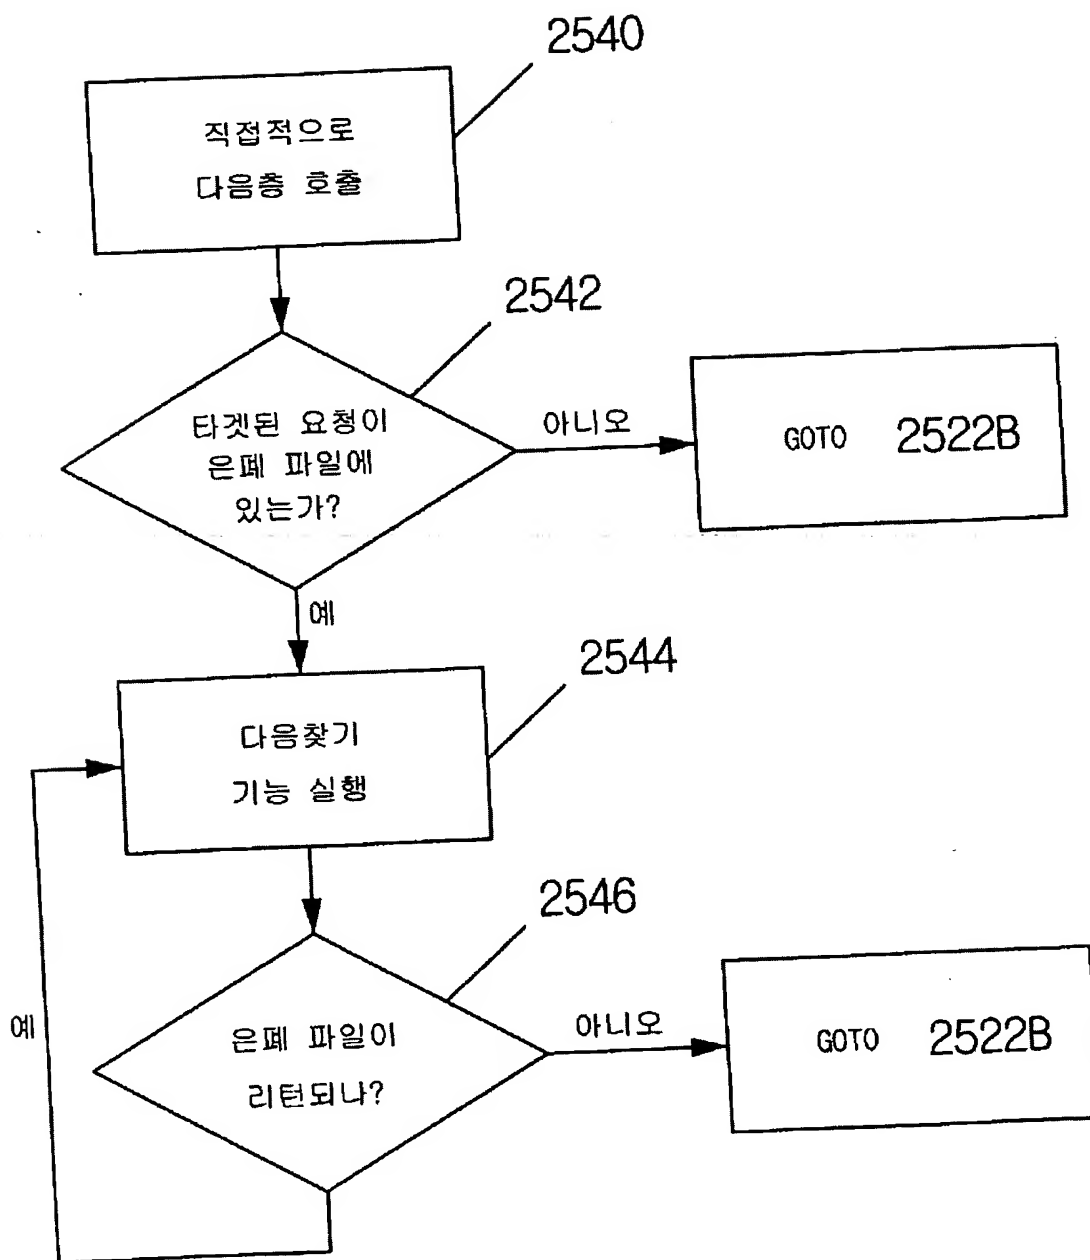 2540
직접적으로
다음층 호출
2542
타겟된 요청이
은폐 파일에
있는가?
아니오
GOTO 2522B
예
2544
다음찾기
기능 실행
2546
은폐 파일이
리턴되나?
아니오
GOTO 2522B
예